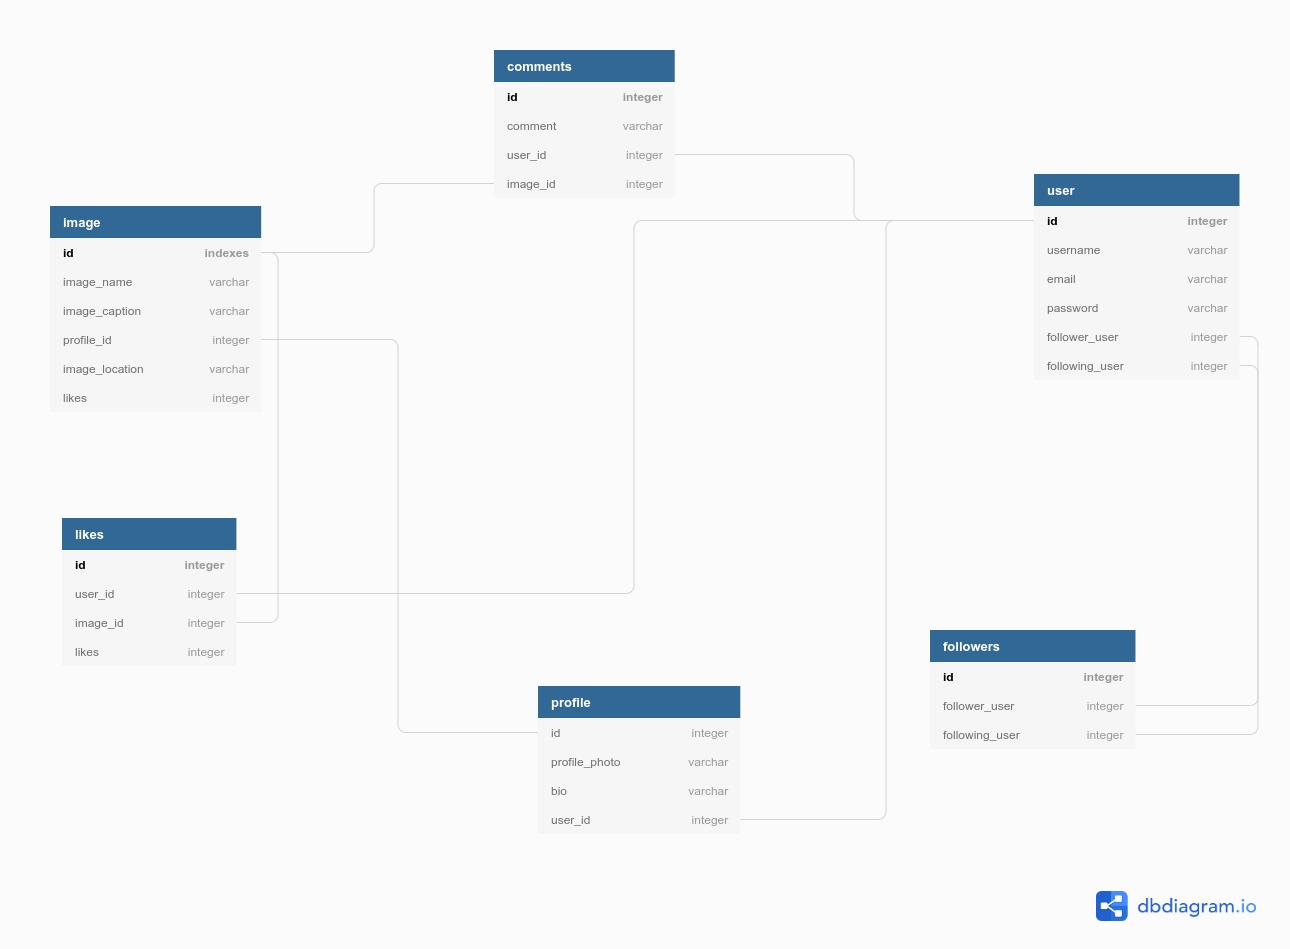 comments
id integer
comment varchar
user_id integer
image_id integer
user
id integer
username varchar
email varchar
password varchar
follower_user integer
following_user integer
image
id indexes
image_name varchar
image_caption varchar
profile_id integer
image_location varchar
likes integer
likes
id integer
user_id integer
image_id integer
likes integer
followers
id integer
follower_user integer
following_user integer
profile
id integer
profile_photo varchar
bio varchar
user_id integer
dbdiagram.io